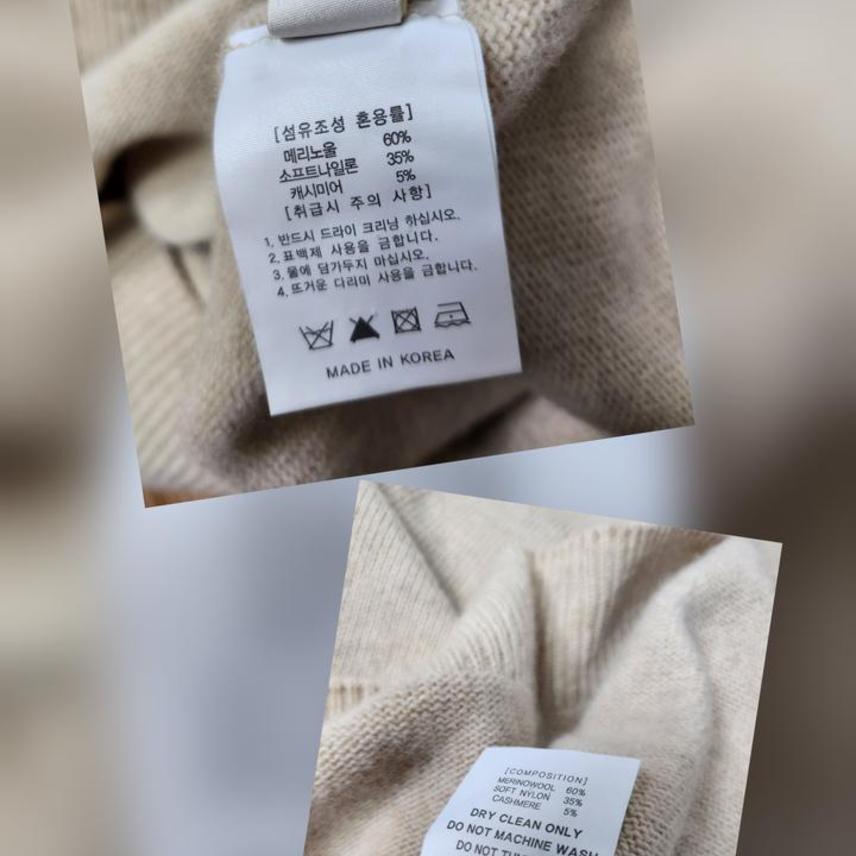 [섬유조성 혼용률]
메리노울 60%
소프트나일론 35%
캐시미어 5%
[취급시 주의 사항]
1. 반드시 드라이 크리닝 하십시오.
2. 표백제 사용을 금합니다.
3. 물에 담가두지 마십시오.
4. 뜨거운 다리미 사용을 금합니다.
MADE IN KOREA
[COMPOSITION]
MERINOWOOL 60%
SOFT NYLON 35%
CASHMERE 5%
DRY CLEAN ONLY
DO NOT MACHINE WASH
DO NOT